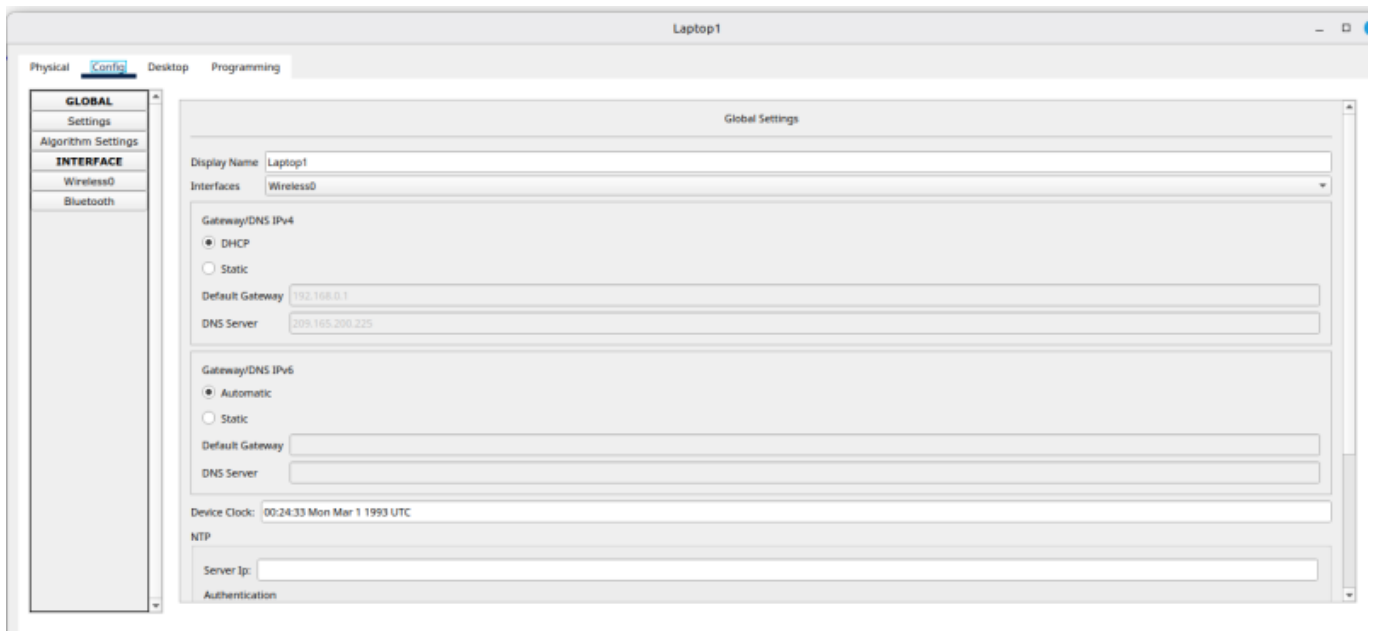 Laptop1
Physical Config Desktop Programming
GLOBAL
Settings
Algorithm Settings
INTERFACE
Wireless0
Bluetooth
Global Settings
Display Name Laptop1
Interfaces Wireless0
Gateway/DNS IPv4
DHCP
Static
Default Gateway 192.168.0.1
DNS Server 209.165.200.225
Gateway/DNS IPv6
Automatic
Static
Default Gateway
DNS Server
Device Clock: 00:24:33 Mon Mar 1 1993 UTC
NTP
Server Ip:
Authentication